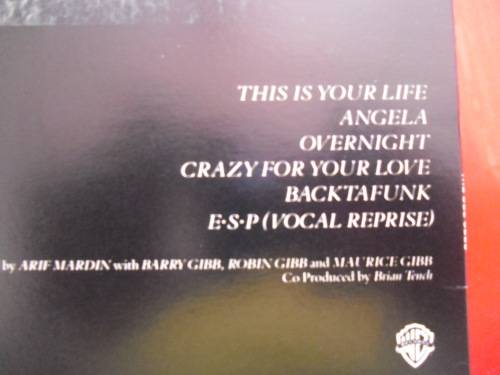 THIS IS YOUR LIFE
ANGELA
OVERNIGHT
CRAZY FOR YOUR LOVE
BACKTAFUNK
E·S·P (VOCAL REPRISE)
by ARIF MARDIN with BARRY GIBB, ROBIN GIBB and MAURICE GIBB
Co Produced by Brian Tench